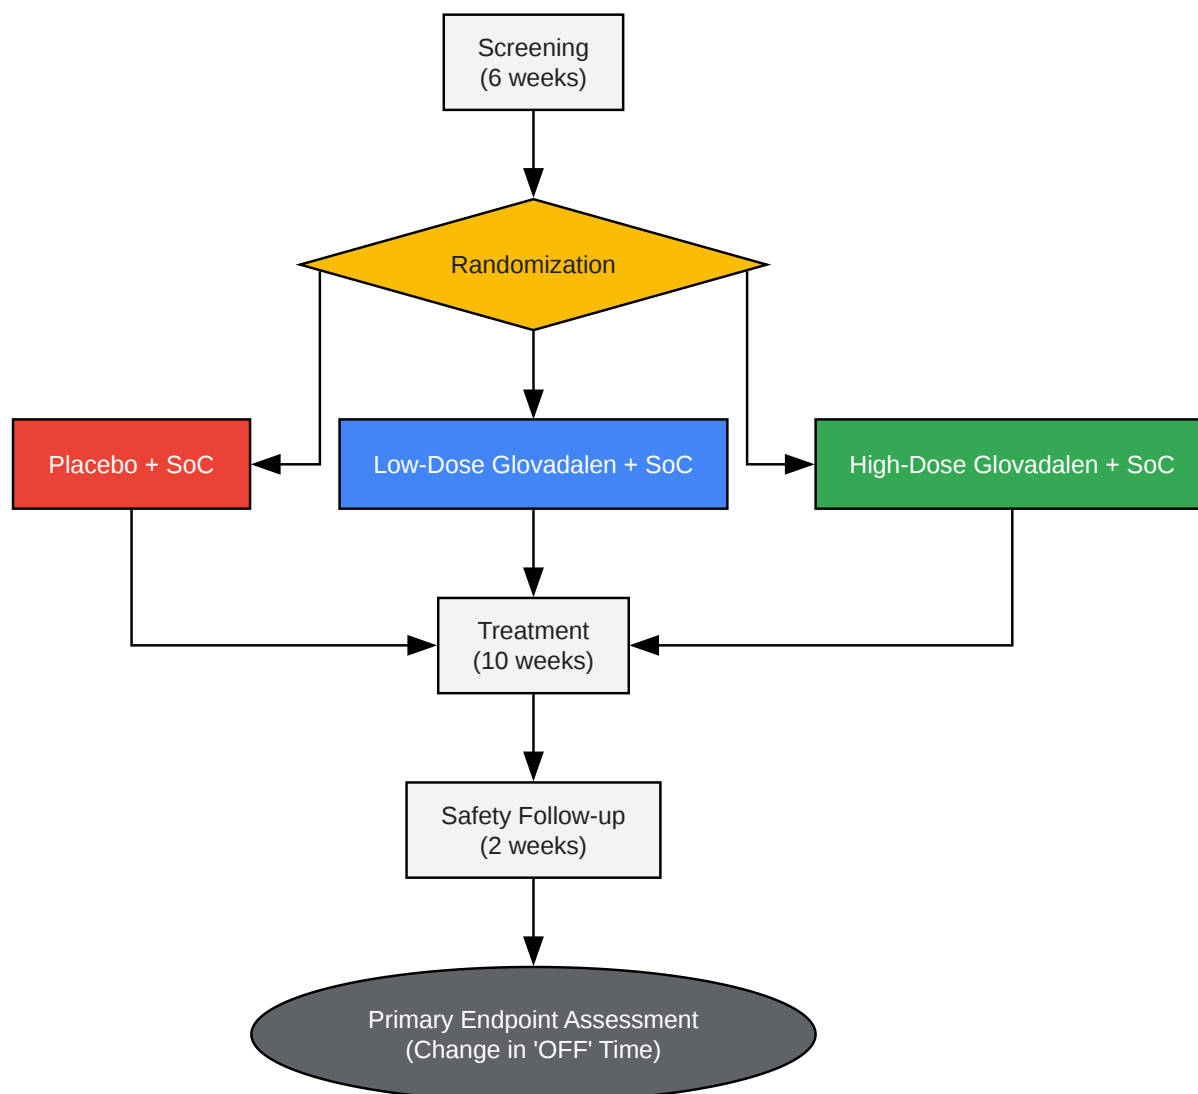 Screening
(6 weeks)
Randomization
Placebo + SoC
Low-Dose Glovadalen + SoC
High-Dose Glovadalen + SoC
Treatment
(10 weeks)
Safety Follow-up
(2 weeks)
Primary Endpoint Assessment
(Change in 'OFF' Time)